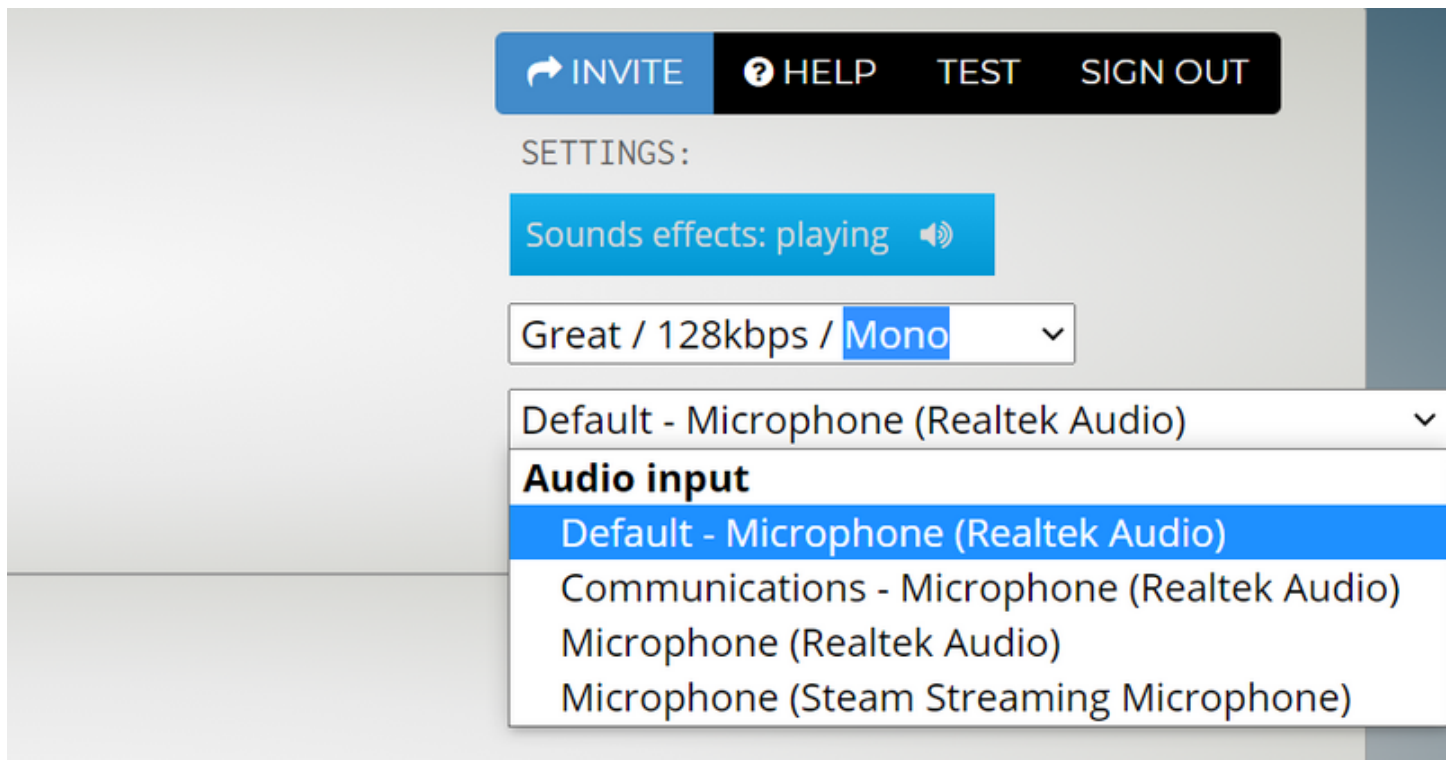 INVITE HELP TEST SIGN OUT
SETTINGS:
Sounds effects: playing
Great / 128kbps / Mono
Default - Microphone (Realtek Audio)
Audio input
Default - Microphone (Realtek Audio)
Communications - Microphone (Realtek Audio)
Microphone (Realtek Audio)
Microphone (Steam Streaming Microphone)